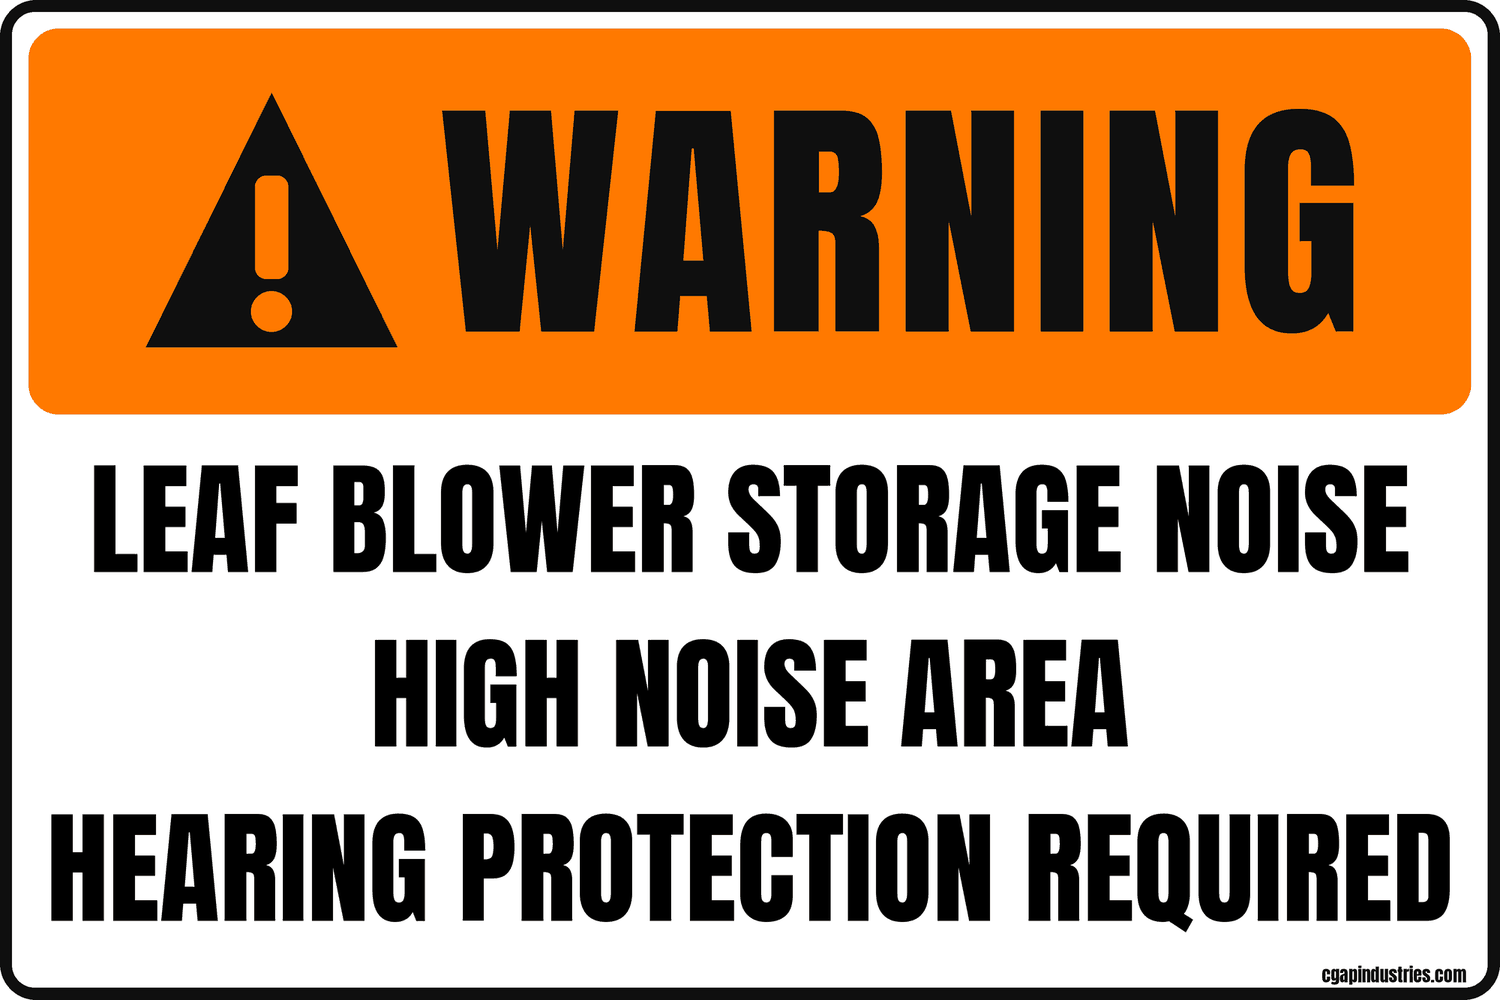 WARNING
LEAF BLOWER STORAGE NOISE
HIGH NOISE AREA
HEARING PROTECTION REQUIRED
cgapindustries.com